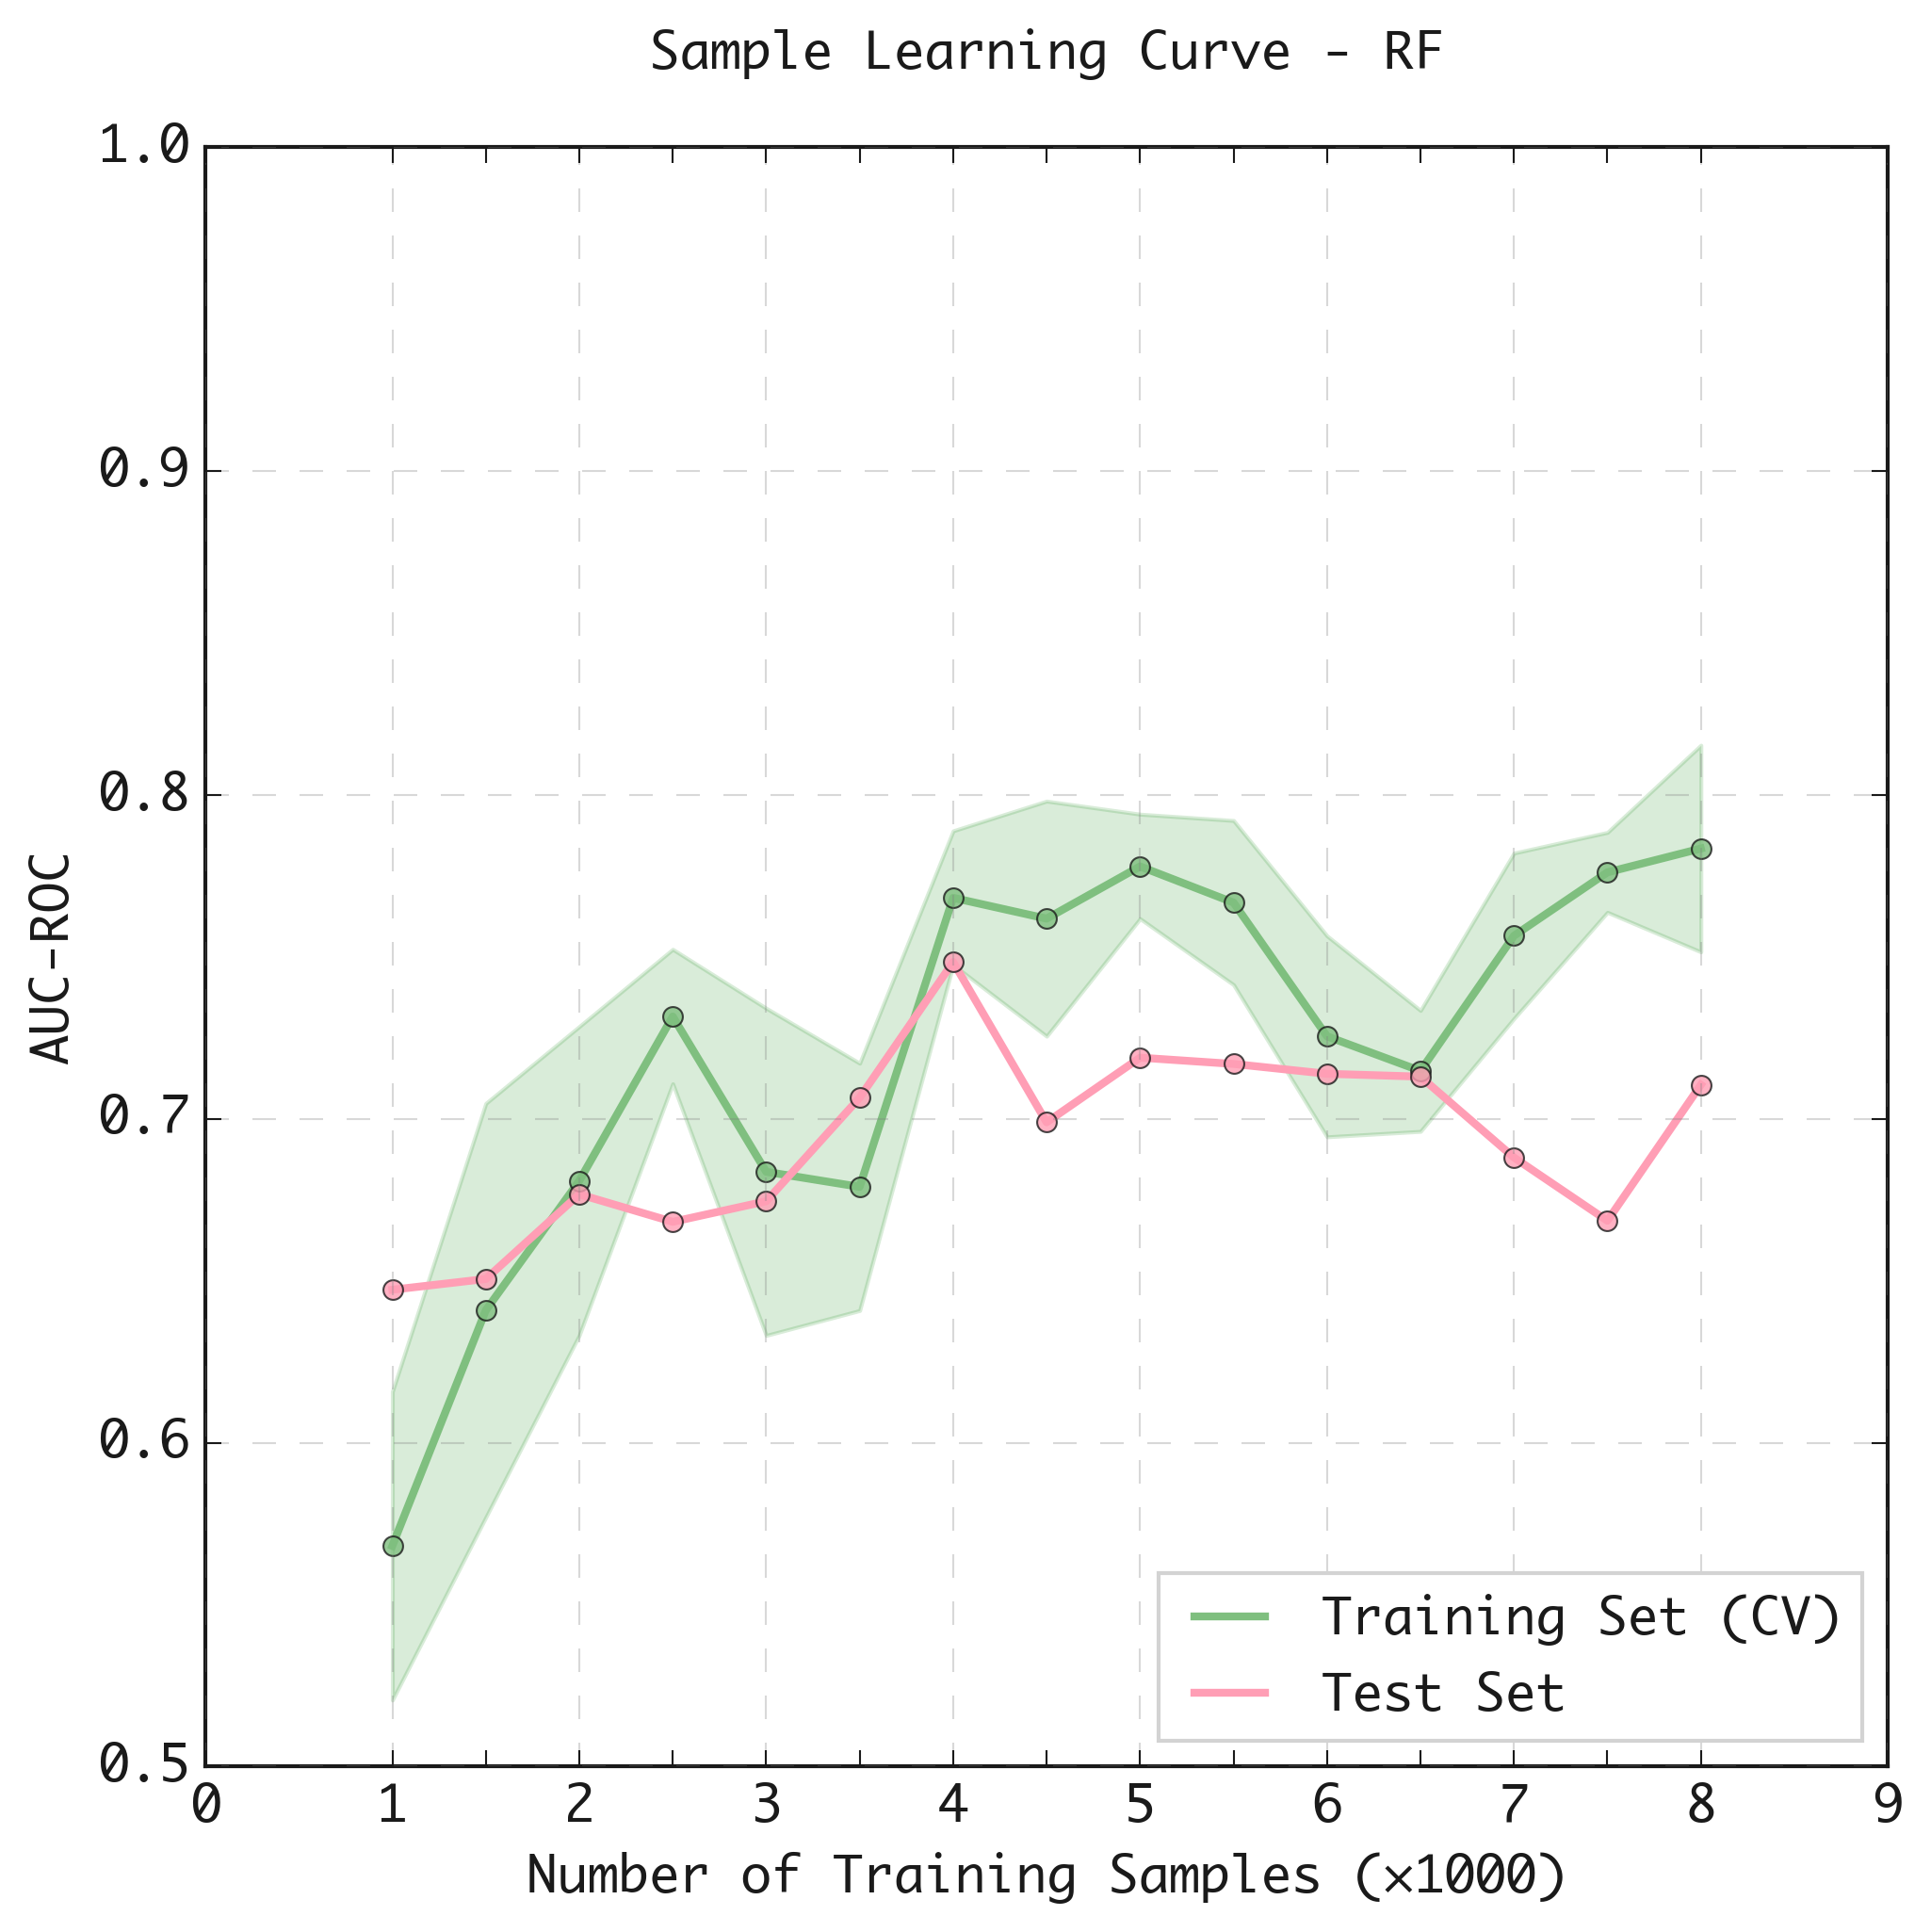 Sample Learning Curve - RF
1.0
0.9
0.8
0.7
0.6
0.5
AUC-ROC
0 1 2 3 4 5 6 7 8 9
Number of Training Samples (×1000)
Training Set (CV)
Test Set